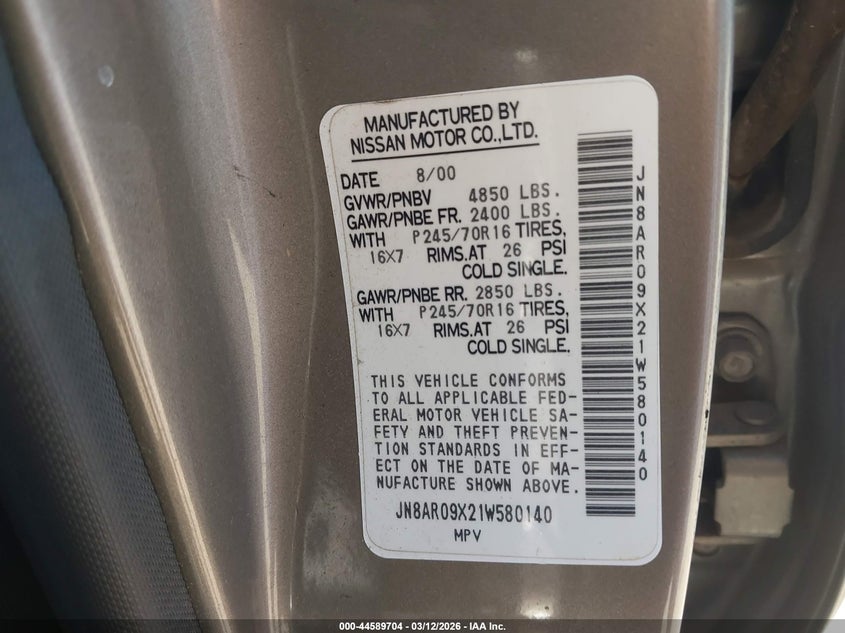 MANUFACTURED BY
NISSAN MOTOR CO.,LTD.
DATE 8/00
GVWR/PNBV 4850 LBS.
GAWR/PNBE FR. 2400 LBS.
WITH P245/70R16 TIRES,
16X7 RIMS.AT 26 PSI
COLD SINGLE.
GAWR/PNBE RR. 2850 LBS.
WITH P245/70R16 TIRES,
16X7 RIMS.AT 26 PSI
COLD SINGLE.
THIS VEHICLE CONFORMS
TO ALL APPLICABLE FED-
ERAL MOTOR VEHICLE SA-
FETY AND THEFT PREVEN-
TION STANDARDS IN EFF-
ECT ON THE DATE OF MA-
NUFACTURE SHOWN ABOVE.
JN8AR09X21W580140
MPV
JN8AR09X21W580140
000-44589704 - 03/12/2026 - IAA Inc.